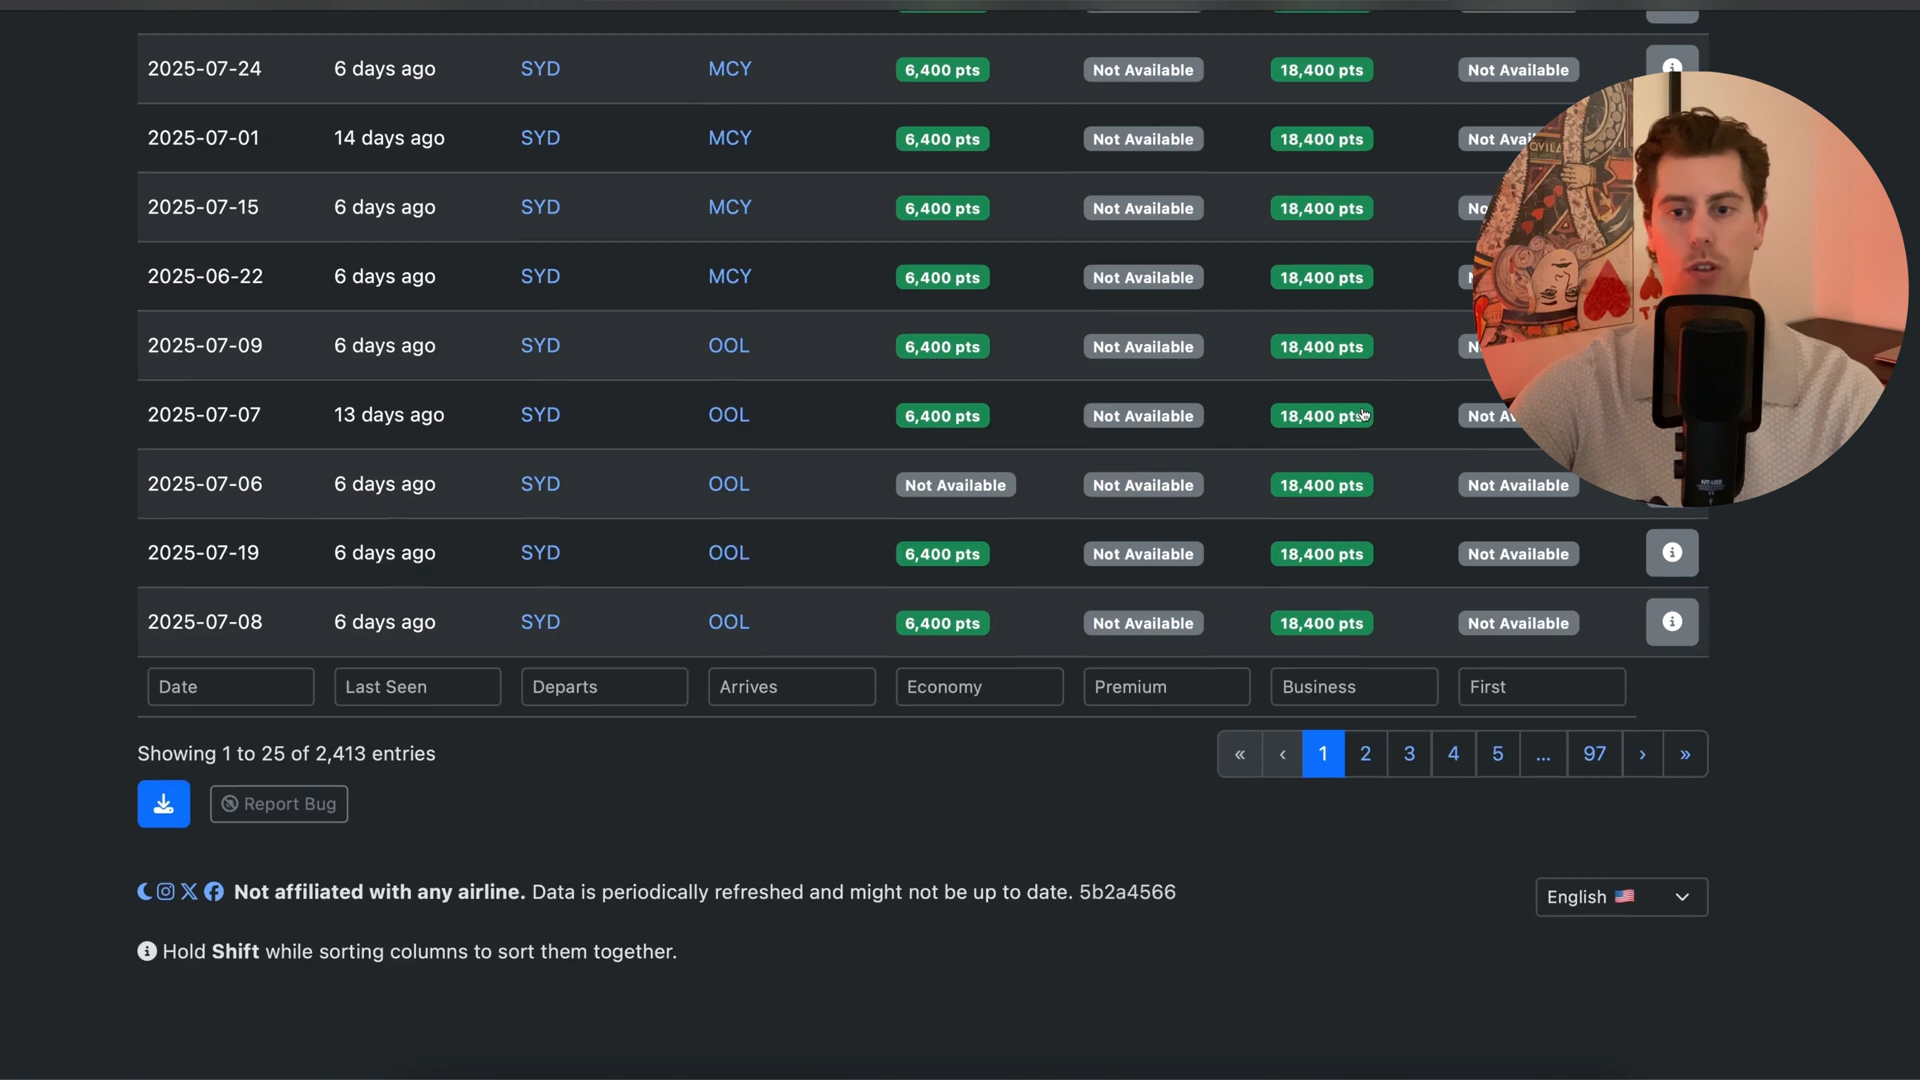 2025-07-24 6 days ago SYD MCY 6,400 pts Not Available 18,400 pts Not Available
2025-07-01 14 days ago SYD MCY 6,400 pts Not Available 18,400 pts Not Avai
2025-07-15 6 days ago SYD MCY 6,400 pts Not Available 18,400 pts No
2025-06-22 6 days ago SYD MCY 6,400 pts Not Available 18,400 pts
2025-07-09 6 days ago SYD OOL 6,400 pts Not Available 18,400 pts N
2025-07-07 13 days ago SYD OOL 6,400 pts Not Available 18,400 pts Not Av
2025-07-06 6 days ago SYD OOL Not Available Not Available 18,400 pts Not Available
2025-07-19 6 days ago SYD OOL 6,400 pts Not Available 18,400 pts Not Available
2025-07-08 6 days ago SYD OOL 6,400 pts Not Available 18,400 pts Not Available
Date Last Seen Departs Arrives Economy Premium Business First
Showing 1 to 25 of 2,413 entries
« ‹ 1 2 3 4 5 ... 97 › »
Report Bug
Not affiliated with any airline. Data is periodically refreshed and might not be up to date. 5b2a4566
English
Hold Shift while sorting columns to sort them together.